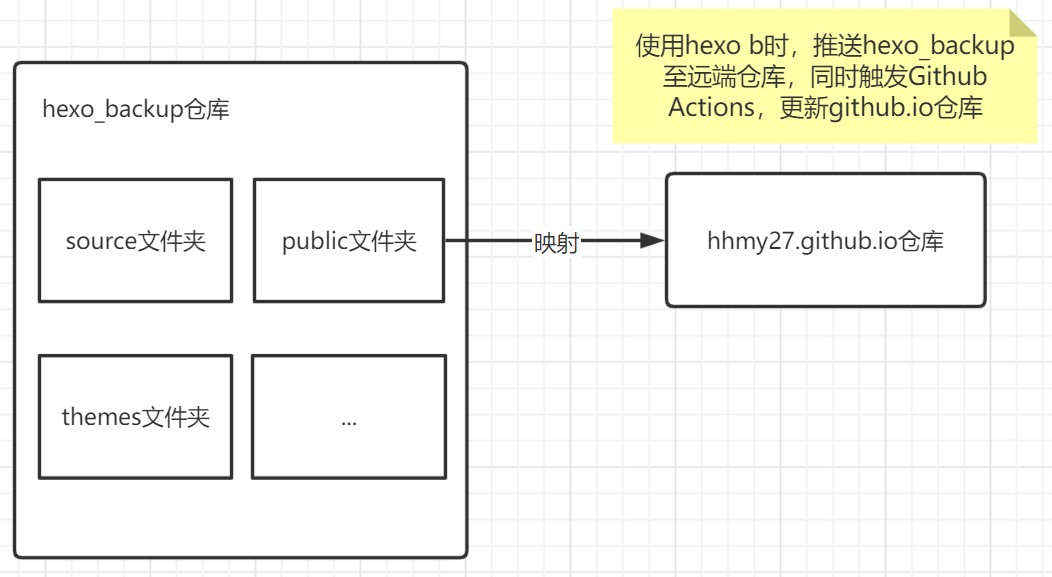 使用hexo b时，推送hexo_backup
至远端仓库，同时触发Github
Actions，更新github.io仓库
hexo_backup仓库
source文件夹
public文件夹
映射
hhmy27.github.io仓库
themes文件夹
...